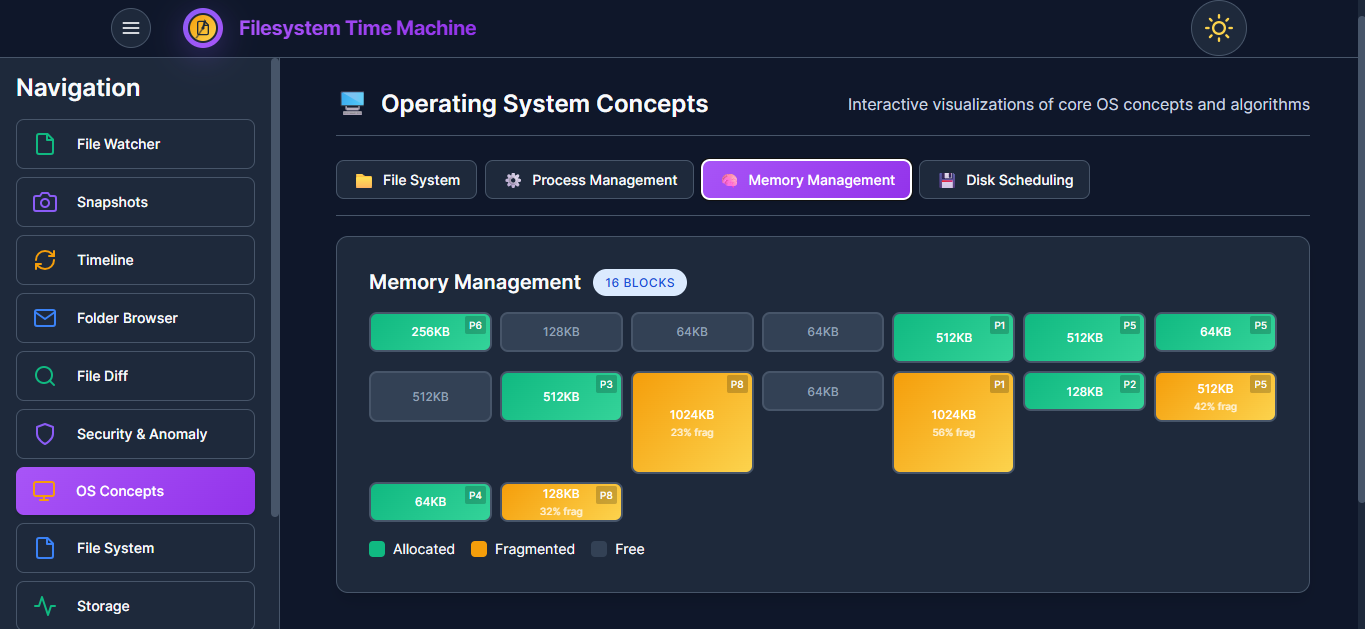 Filesystem Time Machine
Navigation
File Watcher
Snapshots
Timeline
Folder Browser
File Diff
Security & Anomaly
OS Concepts
File System
Storage
Operating System Concepts
Interactive visualizations of core OS concepts and algorithms
File System
Process Management
Memory Management
Disk Scheduling
Memory Management
16 BLOCKS
256KB P6
128KB
64KB
64KB
512KB P1
512KB P5
64KB P5
512KB
512KB P3
1024KB P8
23% frag
64KB
1024KB P1
56% frag
128KB P2
512KB P5
42% frag
64KB P4
128KB P8
32% frag
Allocated
Fragmented
Free